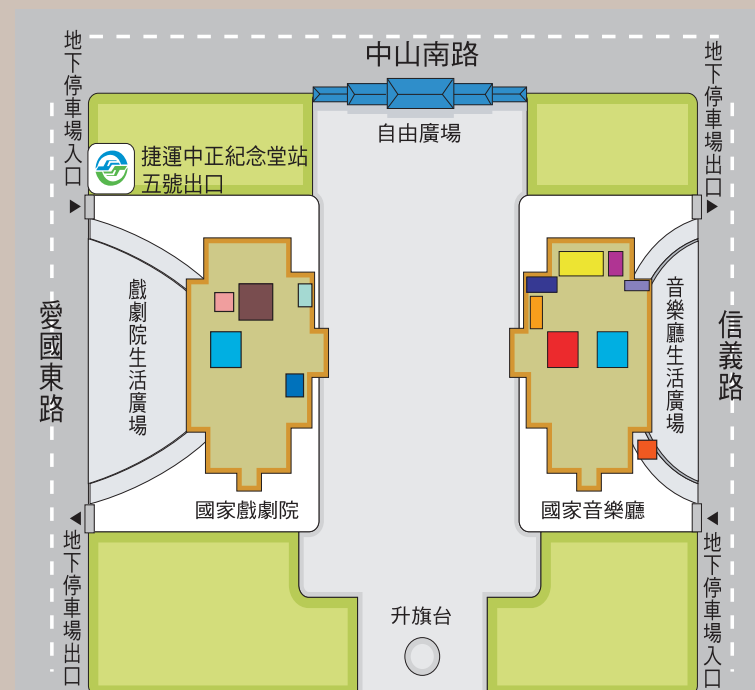 中山南路
自由廣場
地下停車場入口
地下停車場出口
捷運中正紀念堂站
五號出口
愛國東路
戲劇院生活廣場
音樂廳生活廣場
信義路
國家戲劇院
國家音樂廳
地下停車場出口
升旗台
地下停車場入口